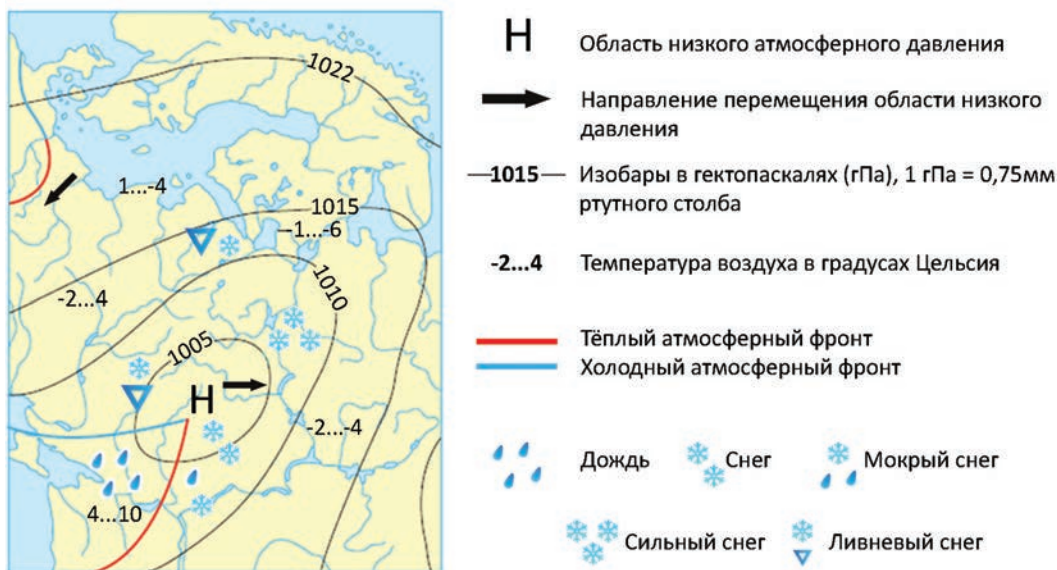 1022
1...-4
1015
-1...-6
1010
-2...4
1005
Н
-2...-4
4...10
Н Область низкого атмосферного давления
Направление перемещения области низкого
давления
1015 Изобары в гектопаскалях (гПа), 1 гПа = 0,75мм
ртутного столба
-2...4 Температура воздуха в градусах Цельсия
Тёплый атмосферный фронт
Холодный атмосферный фронт
Дождь Снег Мокрый снег
Сильный снег Ливневый снег